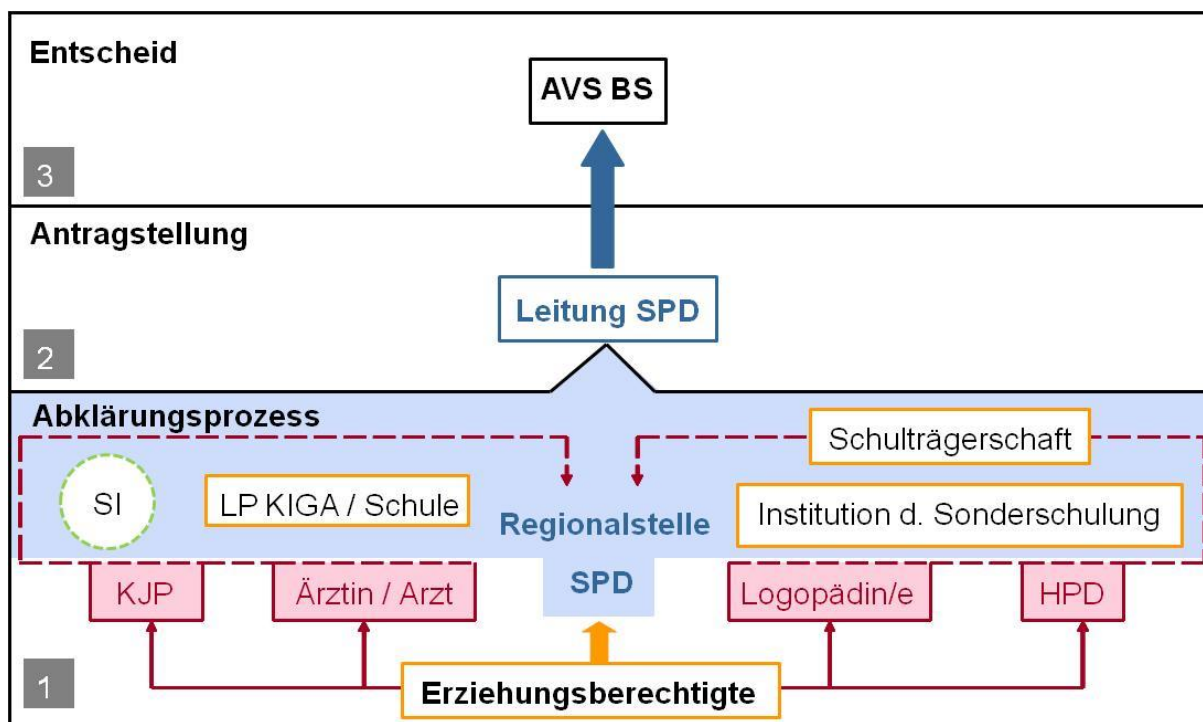 Entscheid
AVS BS
3
Antragstellung
Leitung SPD
2
Abklärungsprozess
Schulträgerschaft
SI
LP KIGA / Schule
Institution d. Sonderschulung
Regionalstelle
SPD
KJP
Ärztin / Arzt
Logopädin/e
HPD
1
Erziehungsberechtigte